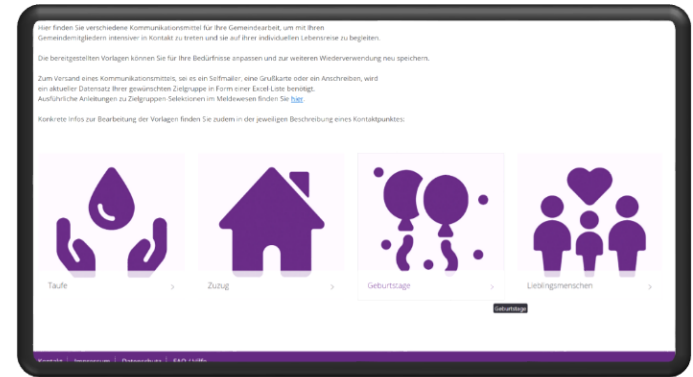 Hier finden Sie verschiedene Kommunikationsmittel für Ihre Gemeindearbeit, um mit Ihren
Gemeindemitgliedern intensiver in Kontakt zu treten und sie auf ihrer individuellen Lebensreise zu
begleiten.
Die bereitgestellten Vorlagen können Sie für Ihre Bedürfnisse anpassen und zur weiteren Wiederverwendung neu speichern.
Zum Versand eines Kommunikationsmittels, sei es ein Selfmailer, eine Grußkarte oder ein Anschreiben, wird
ein aktueller Datensatz Ihrer gewünschten Zielgruppe in Form einer Excel-Liste benötigt.
Ausführliche Anleitungen zu Zielgruppen-Selektionen im Meldewesen finden Sie hier.
Konkrete Infos zur Bearbeitung der Vorlagen finden Sie zudem in der jeweiligen Beschreibung eines Kontaktpunktes:
Taufe > Zuzug > Geburtstage > Lieblingsmenschen >
Geburtstage
Kontakt | Impressum | Datenschutz | FAQ / Hilfe